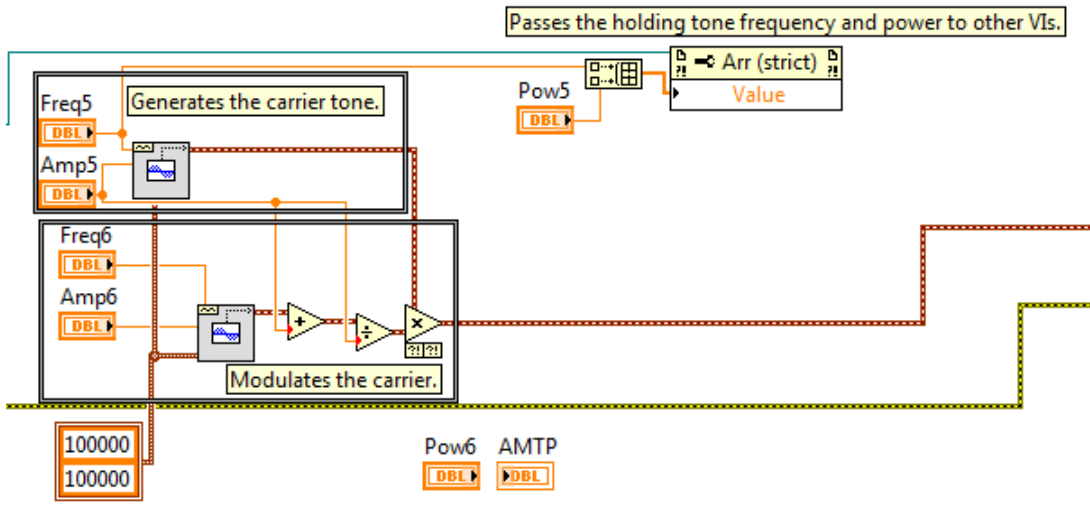 Passes the holding tone frequency and power to other VIs.
Arr (strict)
Value
Pow5
DBL
Freq5
Generates the carrier tone.
DBL
Amp5
DBL
Freq6
DBL
Amp6
DBL
+
÷
x
?! ?!
Modulates the carrier.
100000
100000
Pow6
AMTP
DBL
DBL